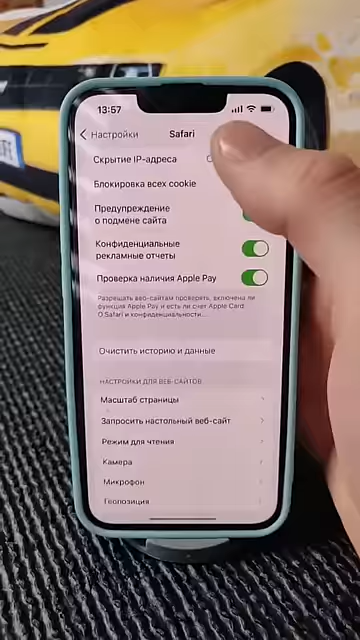 13:57
Настройки
Safari
Скрытие IP-адреса
Блокировка всех cookie
Предупреждение
о подмене сайта
Конфиденциальные
рекламные отчеты
Проверка наличия Apple Pay
Разрешать веб-сайтам проверять, включена ли
функция Apple Pay и есть ли счет Apple Card.
О Safari и конфиденциальности...
Очистить историю и данные
НАСТРОЙКИ ДЛЯ ВЕБ-САЙТОВ
Масштаб страницы
Запросить настольный веб-сайт
Режим для чтения
Камера
Микрофон
Геопозиция